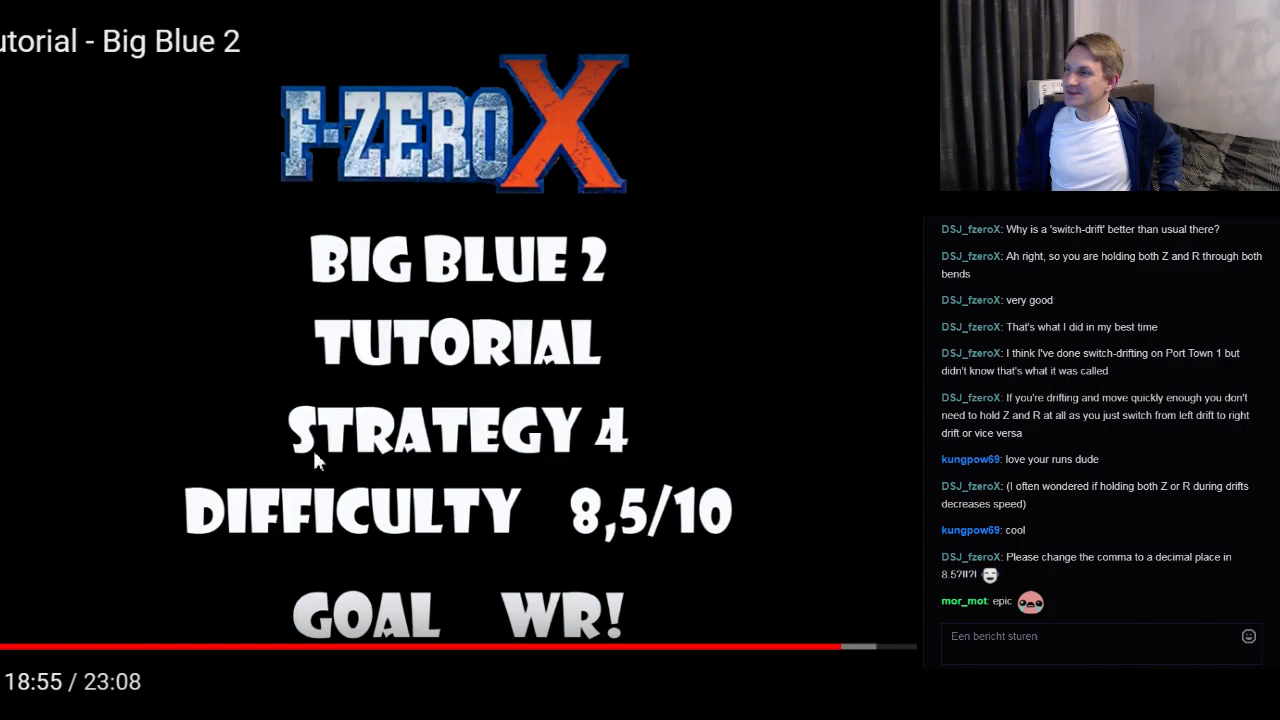 utorial - Big Blue 2
F-ZERO X
BIG BLUE 2
TUTORIAL
STRATEGY 4
DIFFICULTY 8,5/10
GOAL WR!
18:55 / 23:08
DSJ_fzeroX: Why is a 'switch-drift' better than usual there?
DSJ_fzeroX: Ah right, so you are holding both Z and R through both
bends
DSJ_fzeroX: very good
DSJ_fzeroX: That's what I did in my best time
DSJ_fzeroX: I think I've done switch-drifting on Port Town 1 but
didn't know that's what it was called
DSJ_fzeroX: If you're drifting and move quickly enough you don't
need to hold Z and R at all as you just switch from left drift to right
drift or vice versa
kungpow69: love your runs dude
DSJ_fzeroX: (I often wondered if holding both Z or R during drifts
decreases speed)
kungpow69: cool
DSJ_fzeroX: Please change the comma to a decimal place in
8.5?!!?!
mor_mot: epic
Een bericht sturen